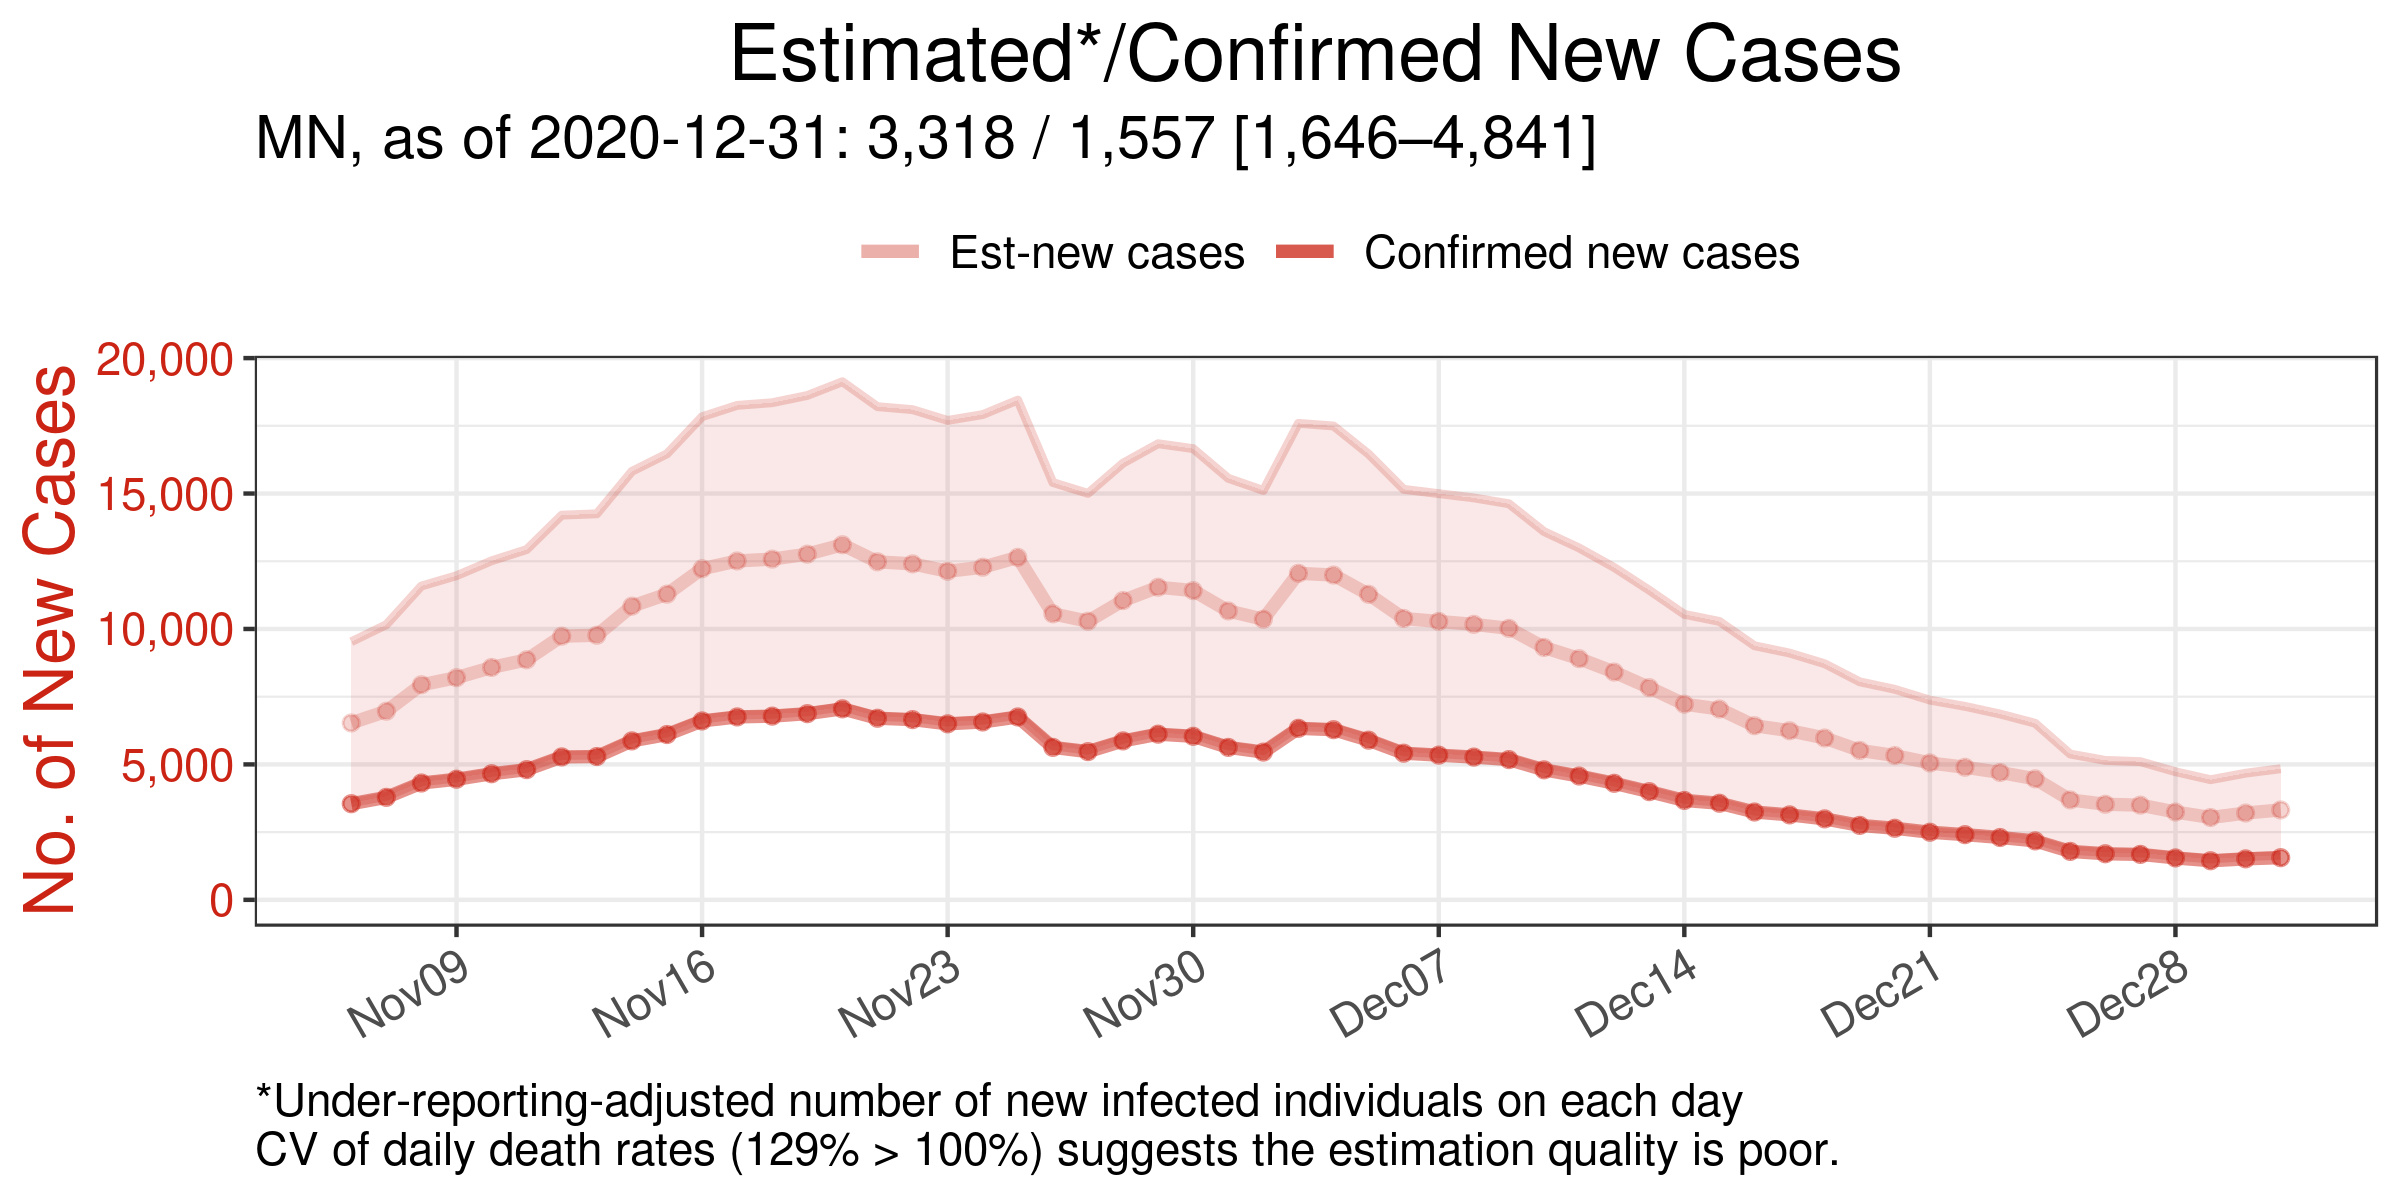 Estimated*/Confirmed New Cases
MN, as of 2020-12-31: 3,318 / 1,557 [1,646–4,841]
Est-new cases Confirmed new cases
No. of New Cases
20,000
15,000
10,000
5,000
0
Nov09 Nov16 Nov23 Nov30 Dec07 Dec14 Dec21 Dec28
*Under-reporting-adjusted number of new infected individuals on each day
CV of daily death rates (129% > 100%) suggests the estimation quality is poor.